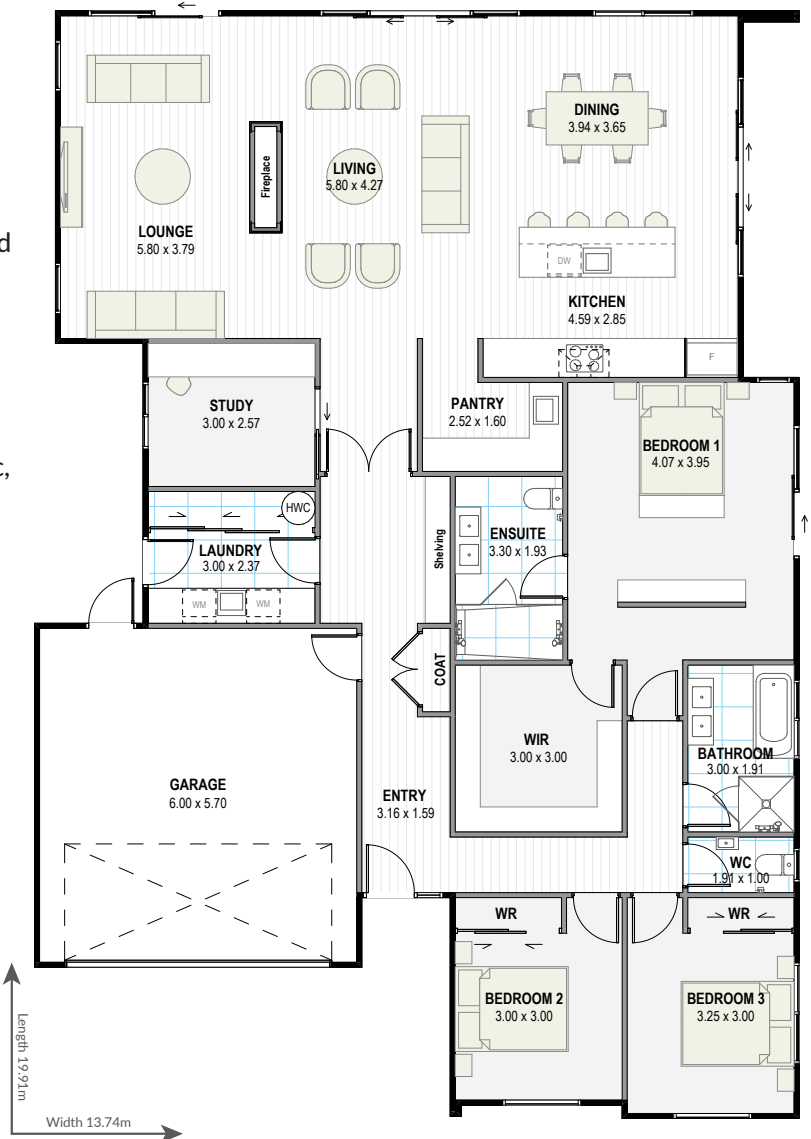 DINING
3.94 x 3.65
Fireplace
LIVING
5.80 x 4.27
LOUNGE
5.80 x 3.79
d
DW
KITCHEN
4.59 x 2.85
F
STUDY
3.00 x 2.57
PANTRY
2.52 x 1.60
BEDROOM 1
4.07 x 3.95
c,
HWC
LAUNDRY
3.00 x 2.37
Shelving
ENSUITE
3.30 x 1.93
WM
WM
COAT
WIR
3.00 x 3.00
BATHROOM
3.00 x 1.91
GARAGE
6.00 x 5.70
ENTRY
3.16 x 1.59
WC
1.91 x 1.00
WR
WR
BEDROOM 2
3.00 x 3.00
BEDROOM 3
3.25 x 3.00
Length 19.91m
Width 13.74m